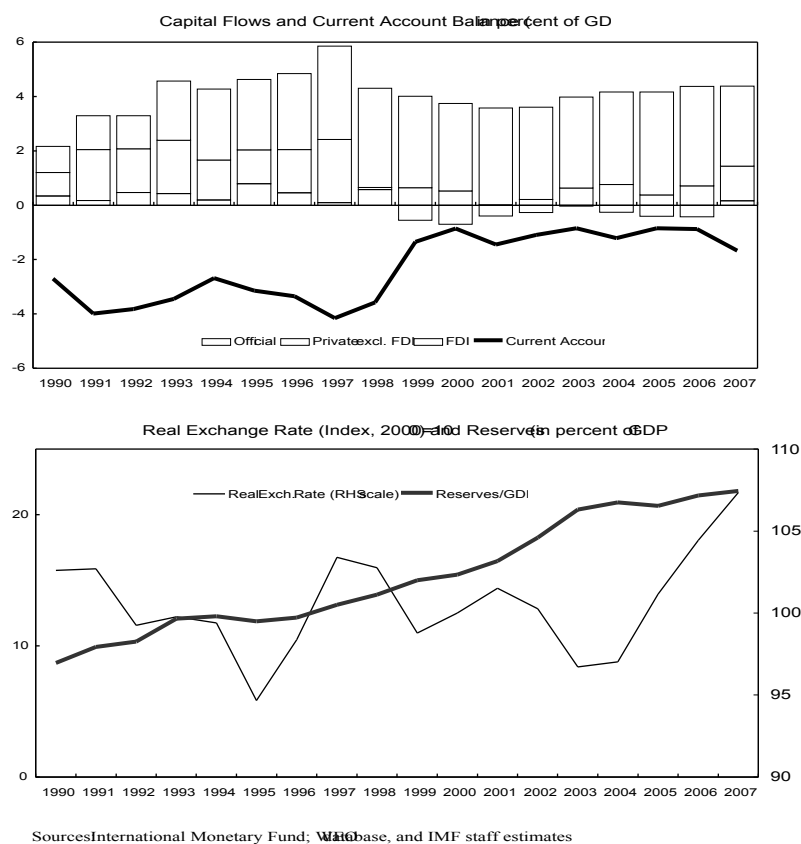 Capital Flows and Current Account Balance (in percent of GD
6
4
2
0
-2
-4
-6
Official Private excl. FDI FDI Current Accour
1990 1991 1992 1993 1994 1995 1996 1997 1998 1999 2000 2001 2002 2003 2004 2005 2006 2007
Real Exchange Rate (Index, 2000=100) and Reserves (in percent of GDP
110
20 105
100
10
95
0 90
Real Exch. Rate (RHS scale) Reserves/GDI
1990 1991 1992 1993 1994 1995 1996 1997 1998 1999 2000 2001 2002 2003 2004 2005 2006 2007
Sources International Monetary Fund; WEO database, and IMF staff estimates